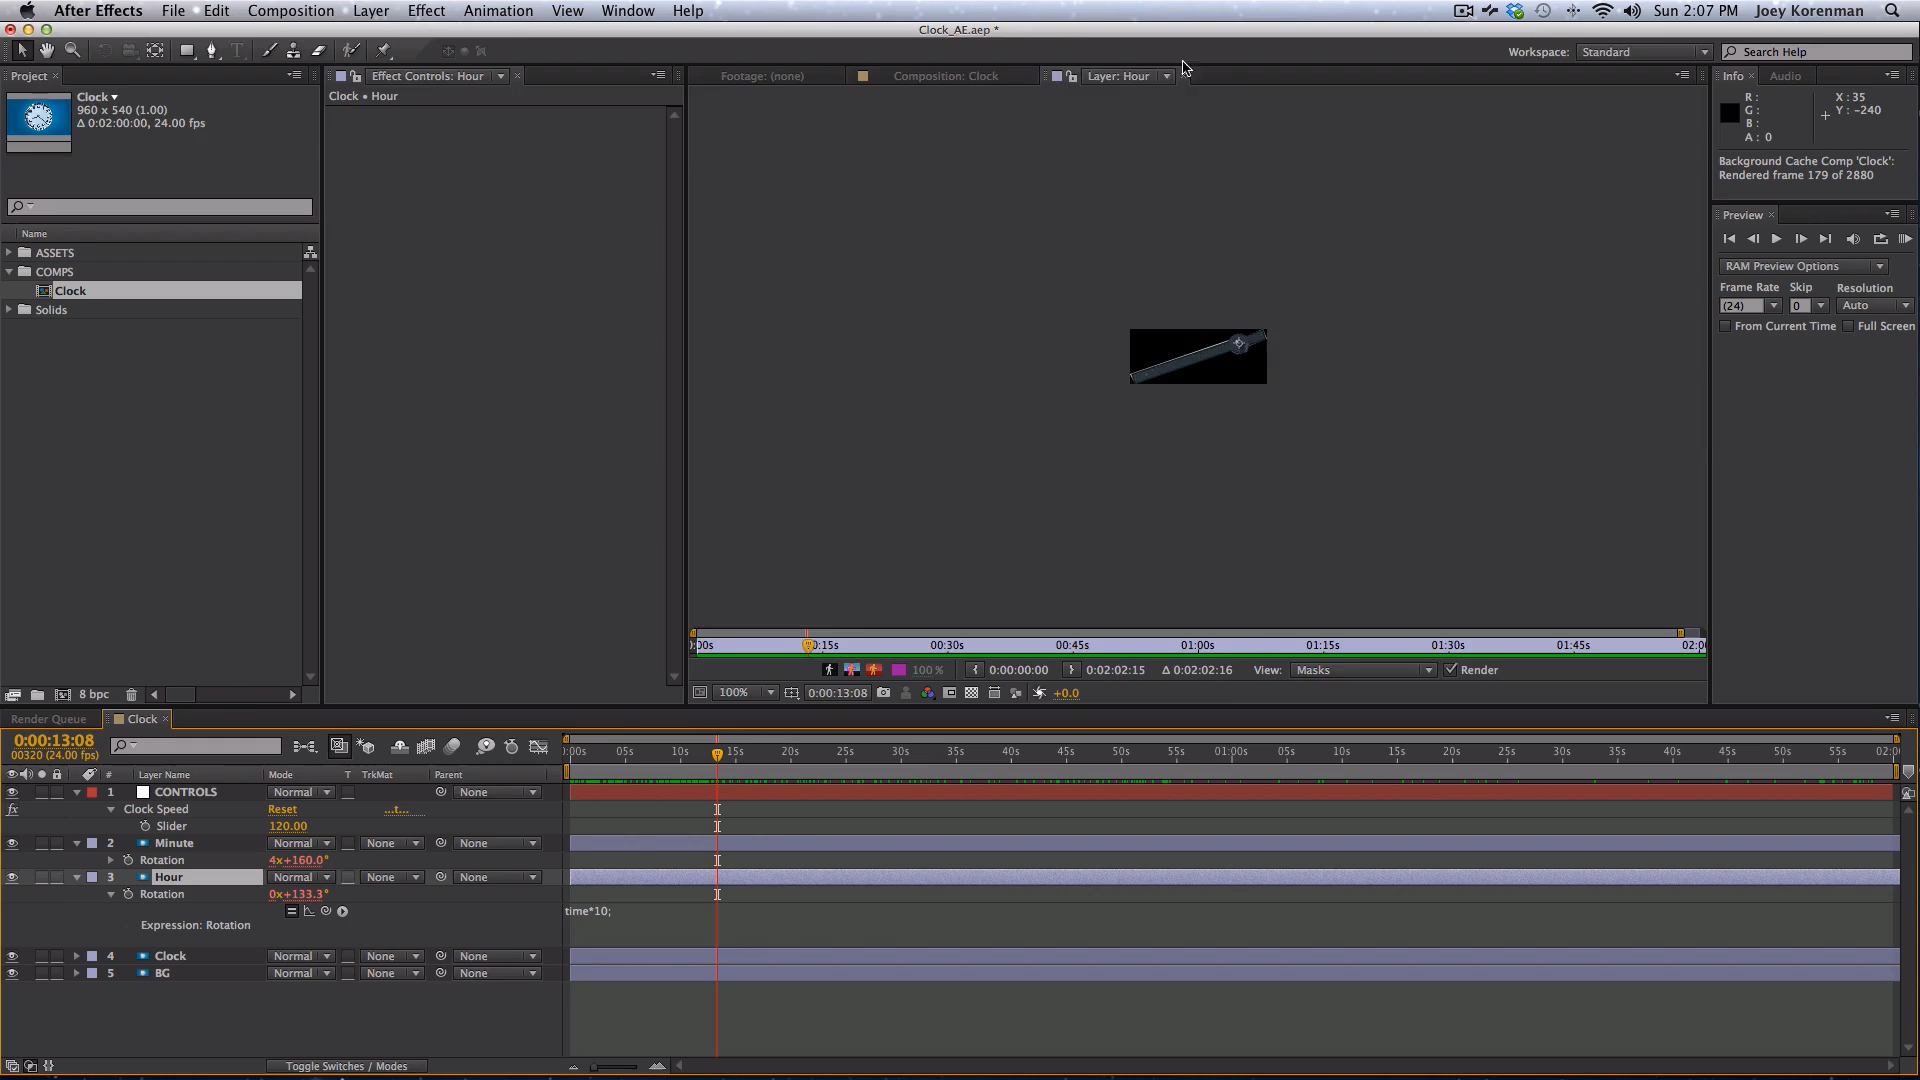 After Effects File Edit Composition Layer Effect Animation View Window Help Sun 2:07 PM Joey Korenman
Clock_AE.aep *
Workspace: Standard Search Help
Project Effect Controls: Hour Footage: (none) Composition: Clock Layer: Hour Info Audio
Clock
960 x 540 (1.00)
Δ 0:02:00:00, 24.00 fps
Clock • Hour
R :
G :
B :
A : 0
X : 35
Y : -240
Background Cache Comp 'Clock':
Rendered frame 179 of 2880
Preview
RAM Preview Options
Frame Rate Skip Resolution
(24) 0 Auto
From Current Time Full Screen
Name
ASSETS
COMPS
Clock
Solids
00s 0:15s 00:30s 00:45s 01:00s 01:15s 01:30s 01:45s 02:00
100% 0:00:00:00 0:02:02:15 Δ 0:02:02:16 View: Masks Render
8 bpc 100% 0:00:13:08 +0.0
Render Queue Clock
0:00:13:08
00320 (24.00 fps)
:00s 05s 10s 15s 20s 25s 30s 35s 40s 45s 50s 55s 01:00s 05s 10s 15s 20s 25s 30s 35s 40s 45s 50s 55s 02:0
# Layer Name Mode T TrkMat Parent
1 CONTROLS Normal None
fx Clock Speed Reset ...t...
Slider 120.00
2 Minute Normal None None
Rotation 4x+160.0°
3 Hour Normal None None
Rotation 0x+133.3°
time*10;
Expression: Rotation
4 Clock Normal None None
5 BG Normal None None
Toggle Switches / Modes